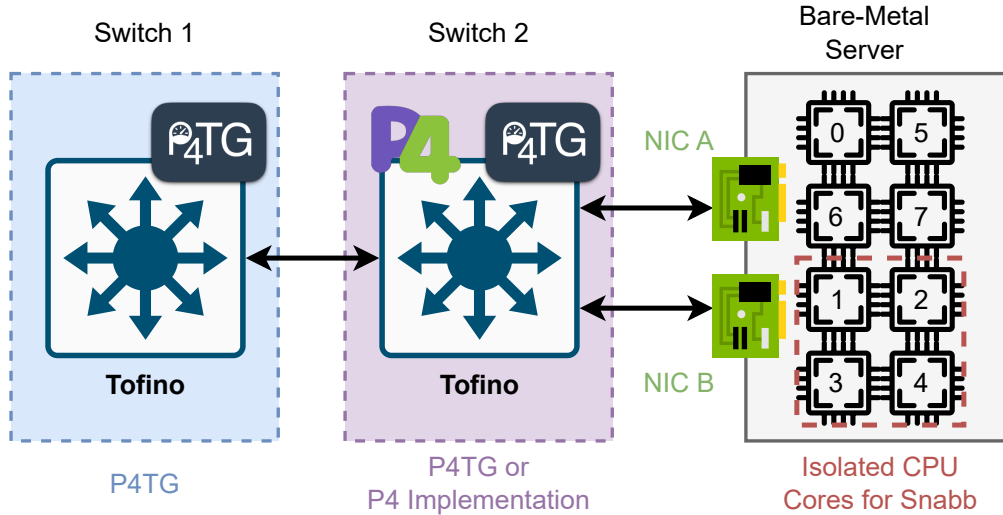 Switch 1
Switch 2
Bare-Metal
Server
P4TG
P4
P4TG
NIC A
NIC B
0
5
6
7
1
2
3
4
Tofino
Tofino
P4TG
P4TG or
P4 Implementation
Isolated CPU
Cores for Snabb